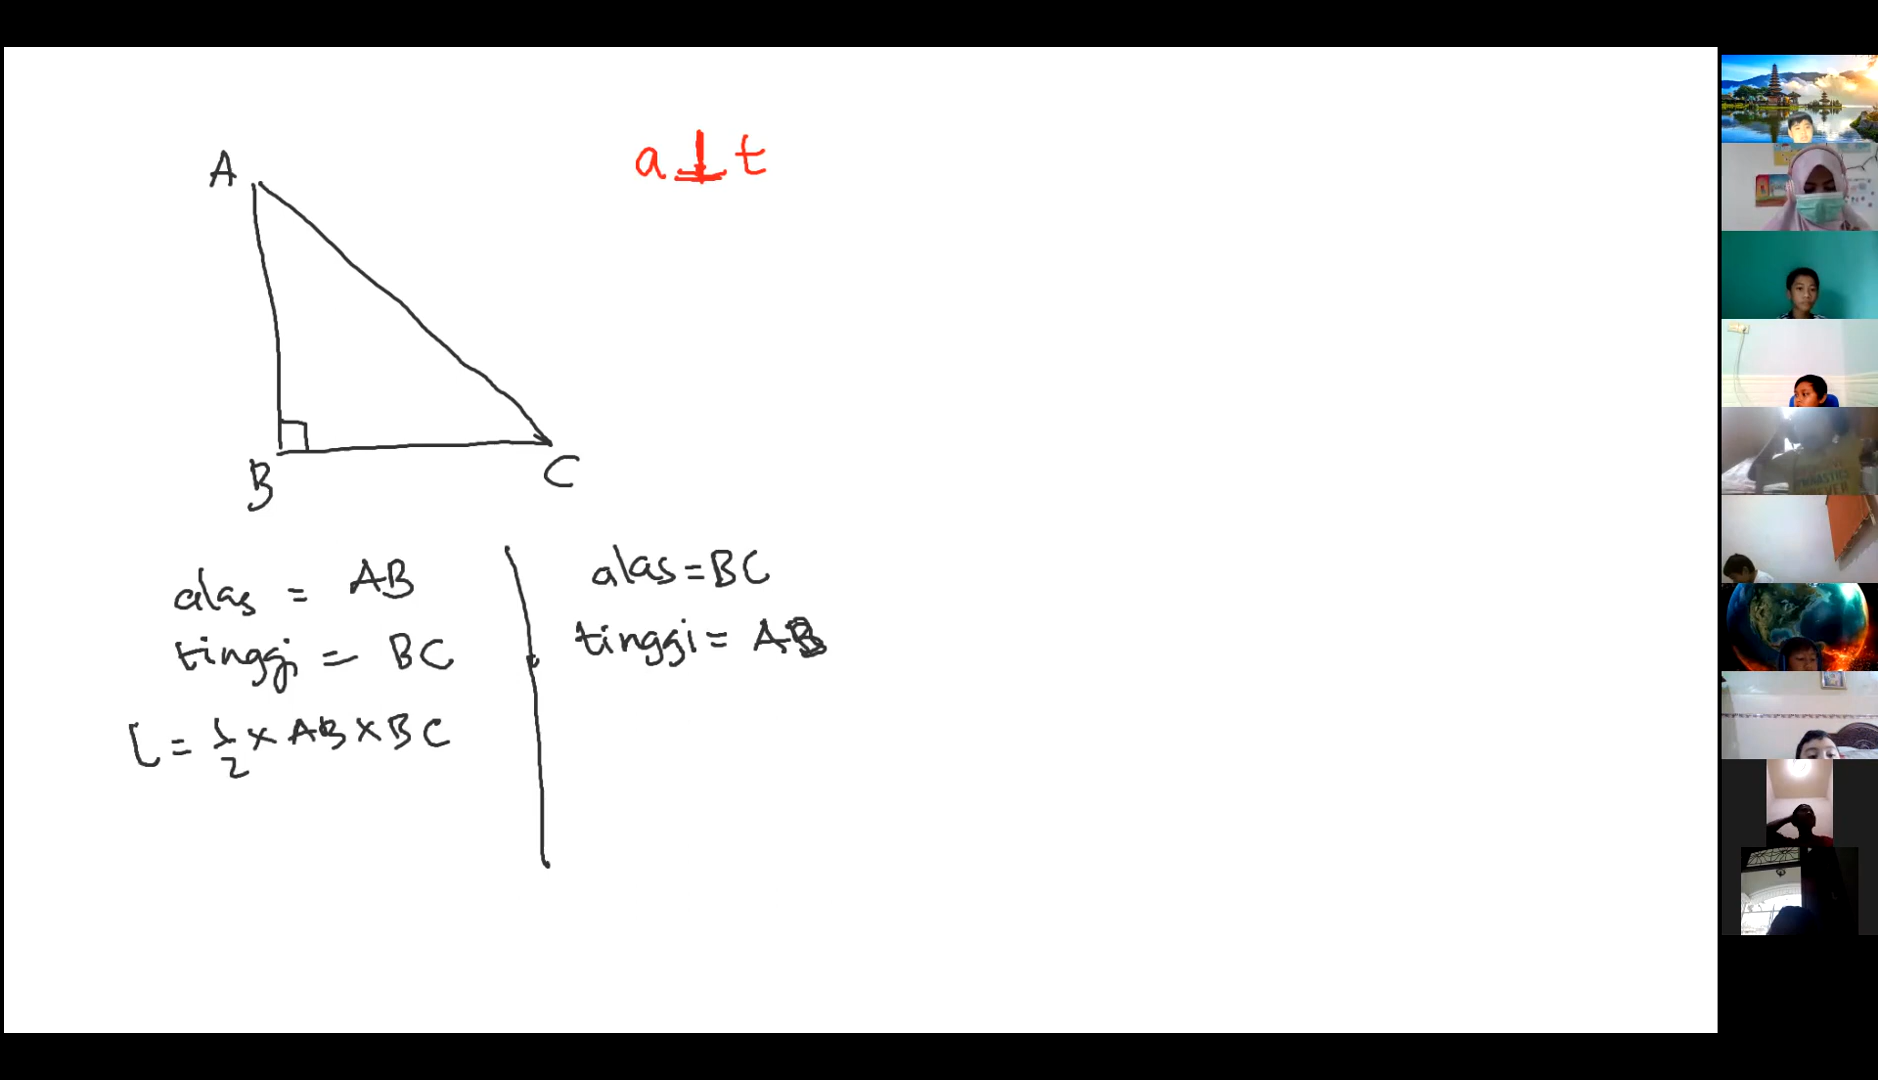 a ⊥ t
A
B
C
alas = AB
tinggi = BC
L = 1/2 × AB × BC
alas = BC
tinggi = AB